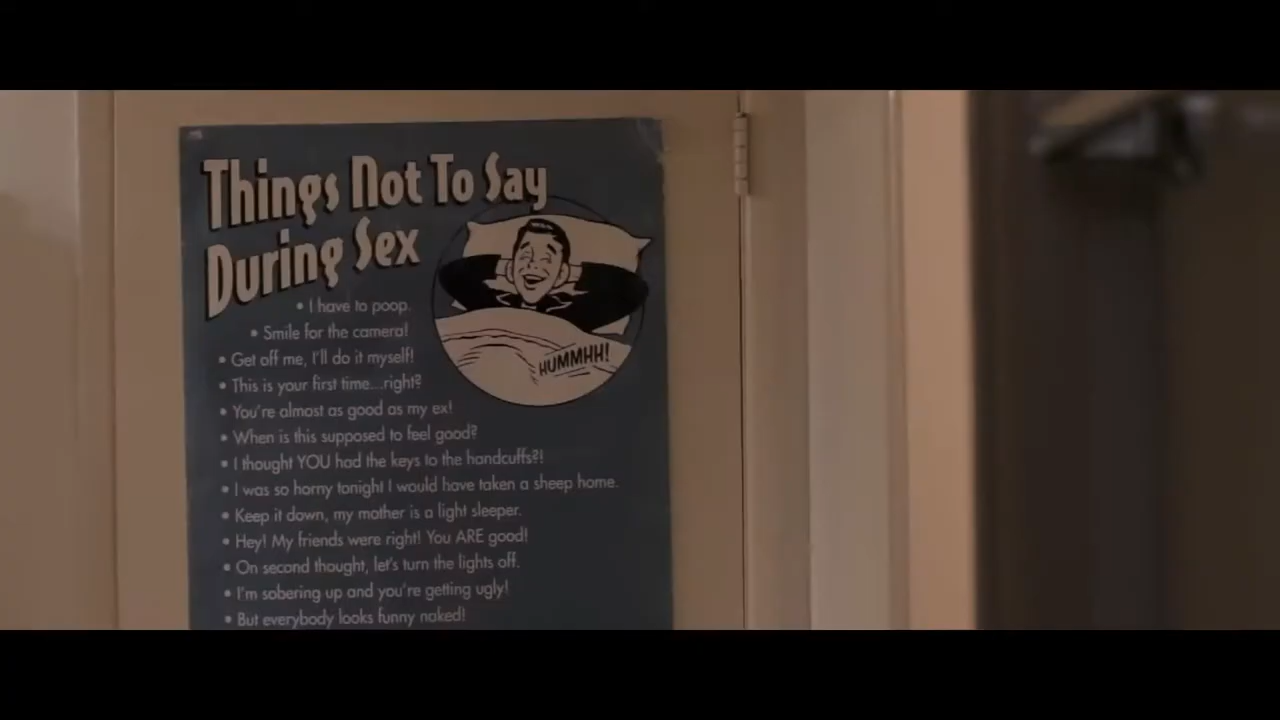 Things Not To Say
During Sex
• I have to poop.
• Smile for the camera!
• Get off me, I'll do it myself!
• This is your first time...right?
• You're almost as good as my ex!
• When is this supposed to feel good?
• I thought YOU had the keys to the handcuffs?!
• I was so horny tonight I would have taken a sheep home.
• Keep it down, my mother is a light sleeper.
• Hey! My friends were right! You ARE good!
• On second thought, let's turn the lights off.
• I'm sobering up and you're getting ugly!
• But everybody looks funny naked!
HUMMHH!